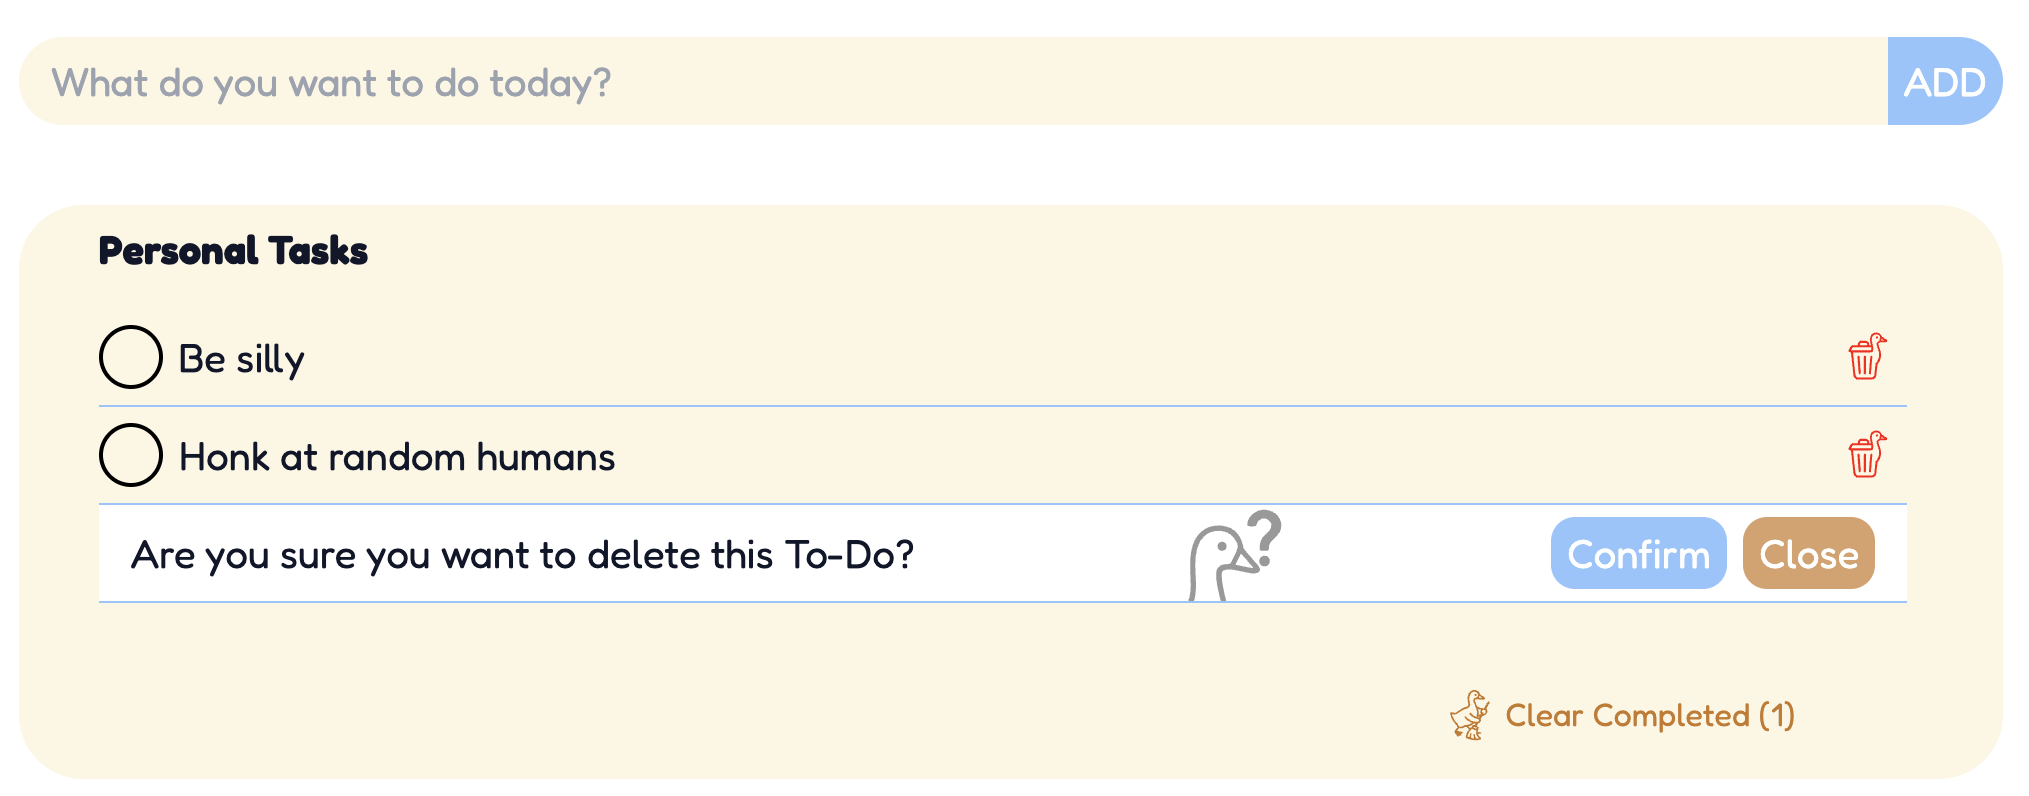 What do you want to do today?
ADD
Personal Tasks
Be silly
Honk at random humans
Are you sure you want to delete this To-Do?
?
Confirm
Close
Clear Completed (1)